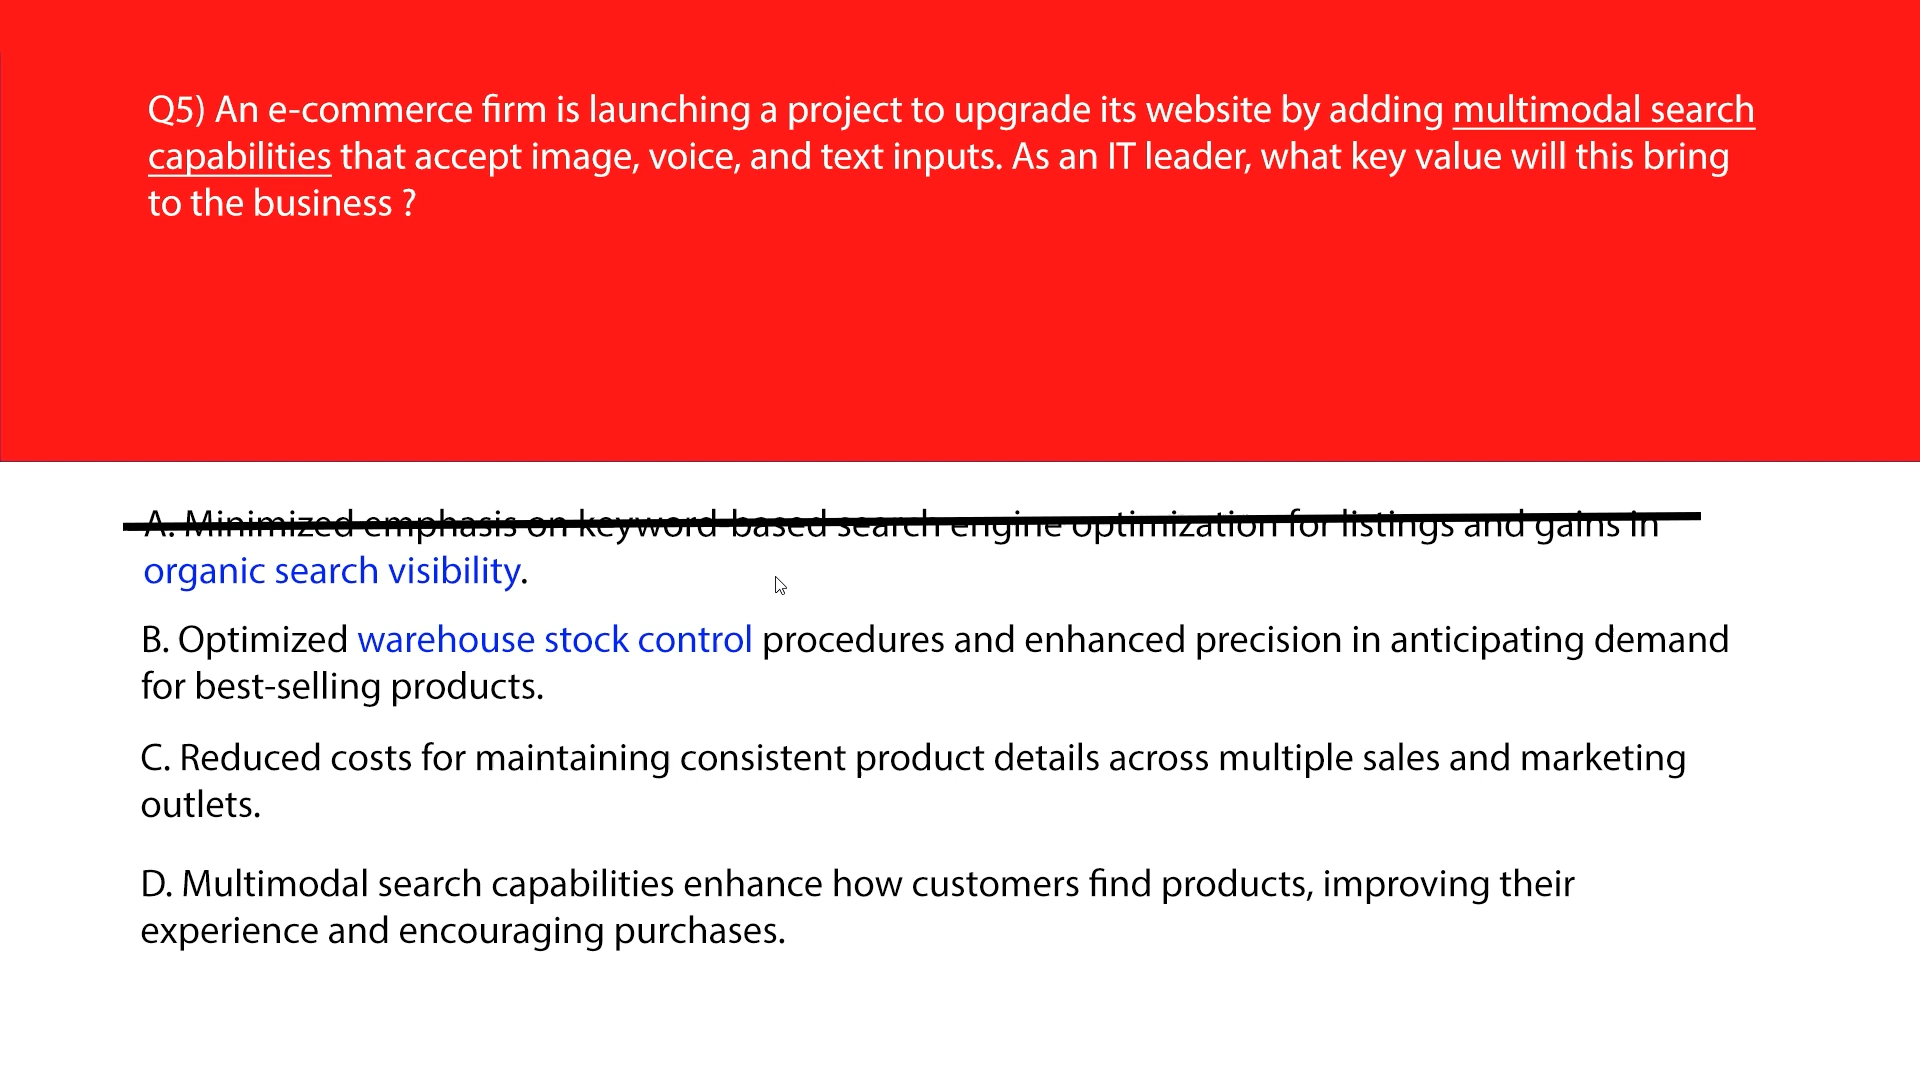 Q5) An e-commerce firm is launching a project to upgrade its website by adding multimodal search
capabilities that accept image, voice, and text inputs. As an IT leader, what key value will this bring
to the business ?
A. Minimized emphasis on keyword-based search engine optimization for listings and gains in
organic search visibility.
B. Optimized warehouse stock control procedures and enhanced precision in anticipating demand
for best-selling products.
C. Reduced costs for maintaining consistent product details across multiple sales and marketing
outlets.
D. Multimodal search capabilities enhance how customers find products, improving their
experience and encouraging purchases.